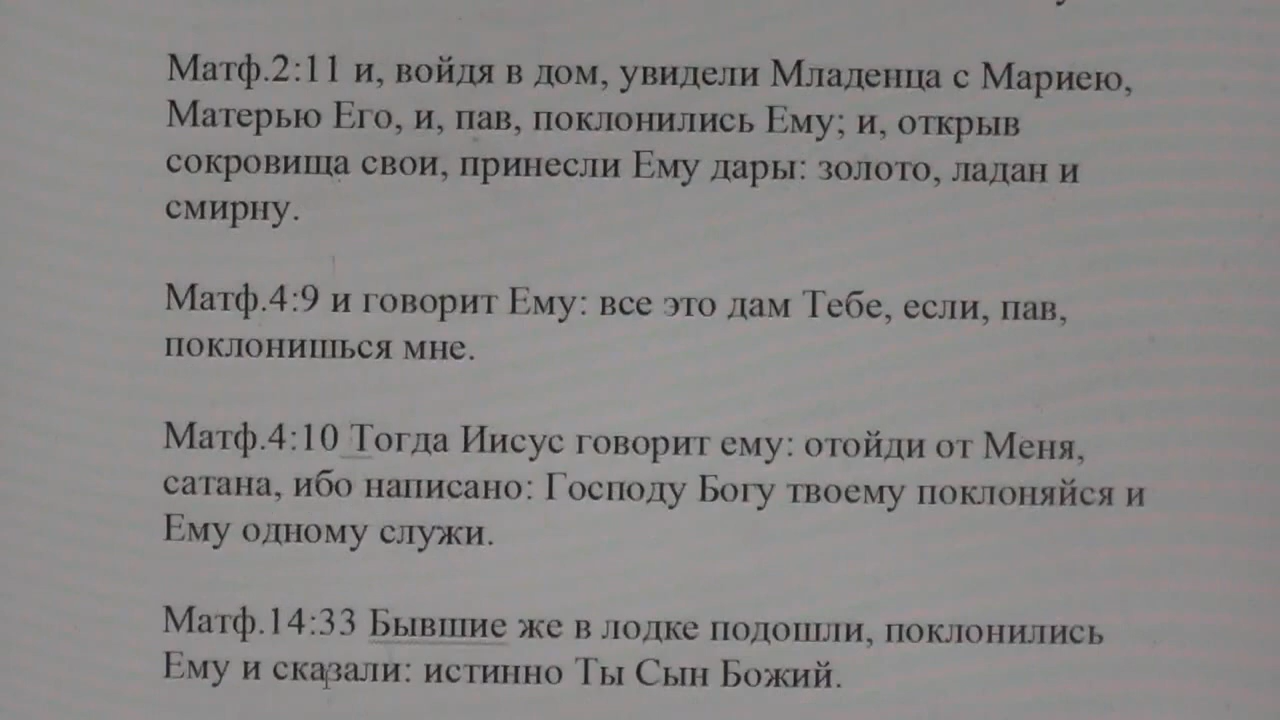 Матф.2:11 и, войдя в дом, увидели Младенца с Мариею,
Матерью Его, и, пав, поклонились Ему; и, открыв
сокровища свои, принесли Ему дары: золото, ладан и
смирну.
Матф.4:9 и говорит Ему: все это дам Тебе, если, пав,
поклонишься мне.
Матф.4:10 Тогда Иисус говорит ему: отойди от Меня,
сатана, ибо написано: Господу Богу твоему поклоняйся и
Ему одному служи.
Матф.14:33 Бывшие же в лодке подошли, поклонились
Ему и сказали: истинно Ты Сын Божий.